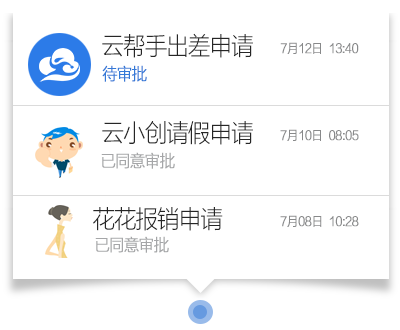 云帮手出差申请 7月12日 13:40
待审批
云小创请假申请 7月10日 08:05
已同意审批
花花报销申请 7月08日 10:28
已同意审批